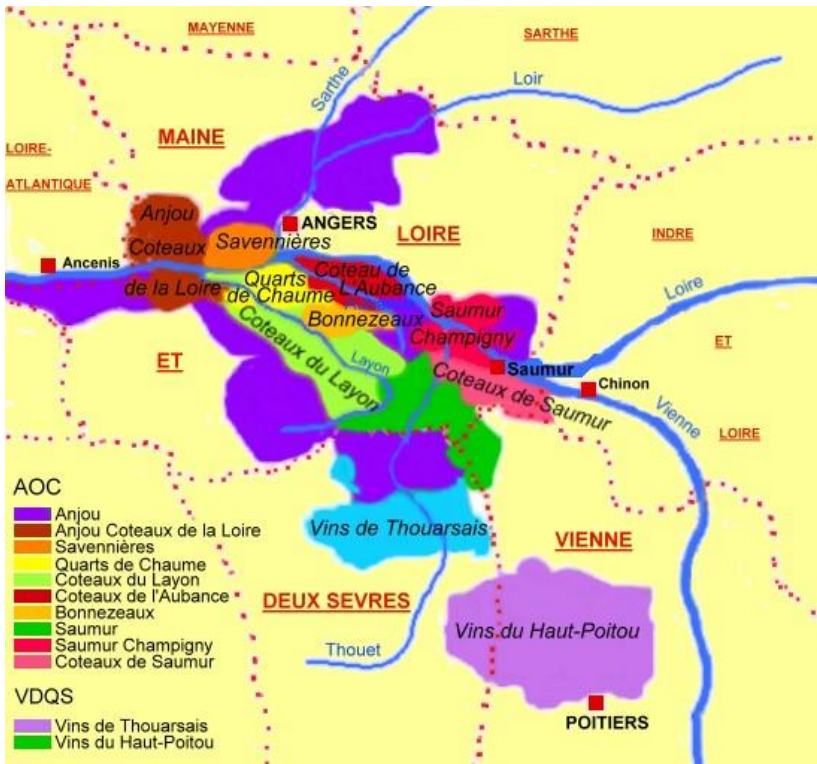 MAYENNE
SARTHE
Sarthe
Loir
MAINE
LOIRE-
ATLANTIQUE
Anjou
ANGERS
LOIRE
INDRE
Coteaux
Savennières
Ancenis
Coteau de
L'Aubance
Quarts
de Chaume
de la Loire
Loire
Saumur
Bonnezeaux
Champigny
ET
ET
Layon
Saumur
Coteaux du Layon
Chinon
Coteaux de Saumur
Vienne
LOIRE
AOC
Anjou
Anjou Coteaux de la Loire
Savennières
Quarts de Chaume
Coteaux du Layon
Coteaux de l'Aubance
Bonnezeaux
Saumur
Saumur Champigny
Coteaux de Saumur
Vins de Thouarsais
VIENNE
DEUX SEVRES
Vins du Haut-Poitou
Thouet
VDQS
Vins de Thouarsais
Vins du Haut-Poitou
POITIERS